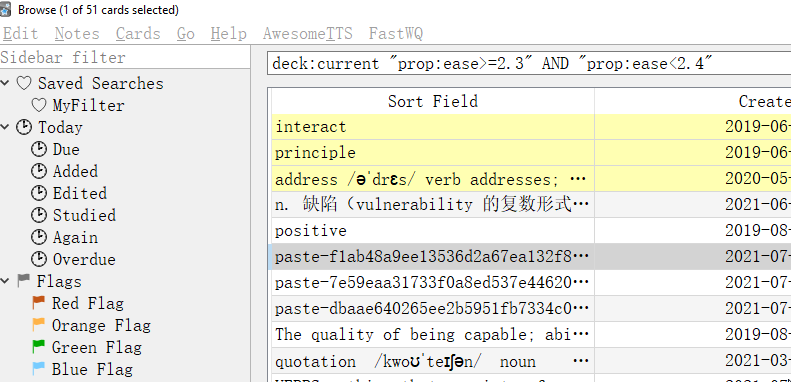 Browse (1 of 51 cards selected)
Edit Notes Cards Go Help AwesomeTTS FastWQ
Sidebar filter
deck:current "prop:ease>=2.3" AND "prop:ease<2.4"
Saved Searches
MyFilter
Today
Due
Added
Edited
Studied
Again
Overdue
Flags
Red Flag
Orange Flag
Green Flag
Blue Flag
Sort Field Create
interact 2019-06-
principle 2019-06-
address /əˈdrɛs/ verb addresses; … 2020-05-
n. 缺陷（vulnerability 的复数形式… 2021-06-
positive 2019-08-
paste-f1ab48a9ee13536d2a67ea132f8… 2021-07-
paste-7e59eaa31733f0a8ed537e44620… 2021-07-
paste-dbaae640265ee2b5951fb7334c0… 2021-07-
The quality of being capable; abi… 2019-08-
quotation /kwoʊˈteɪʃən/ noun … 2021-03-